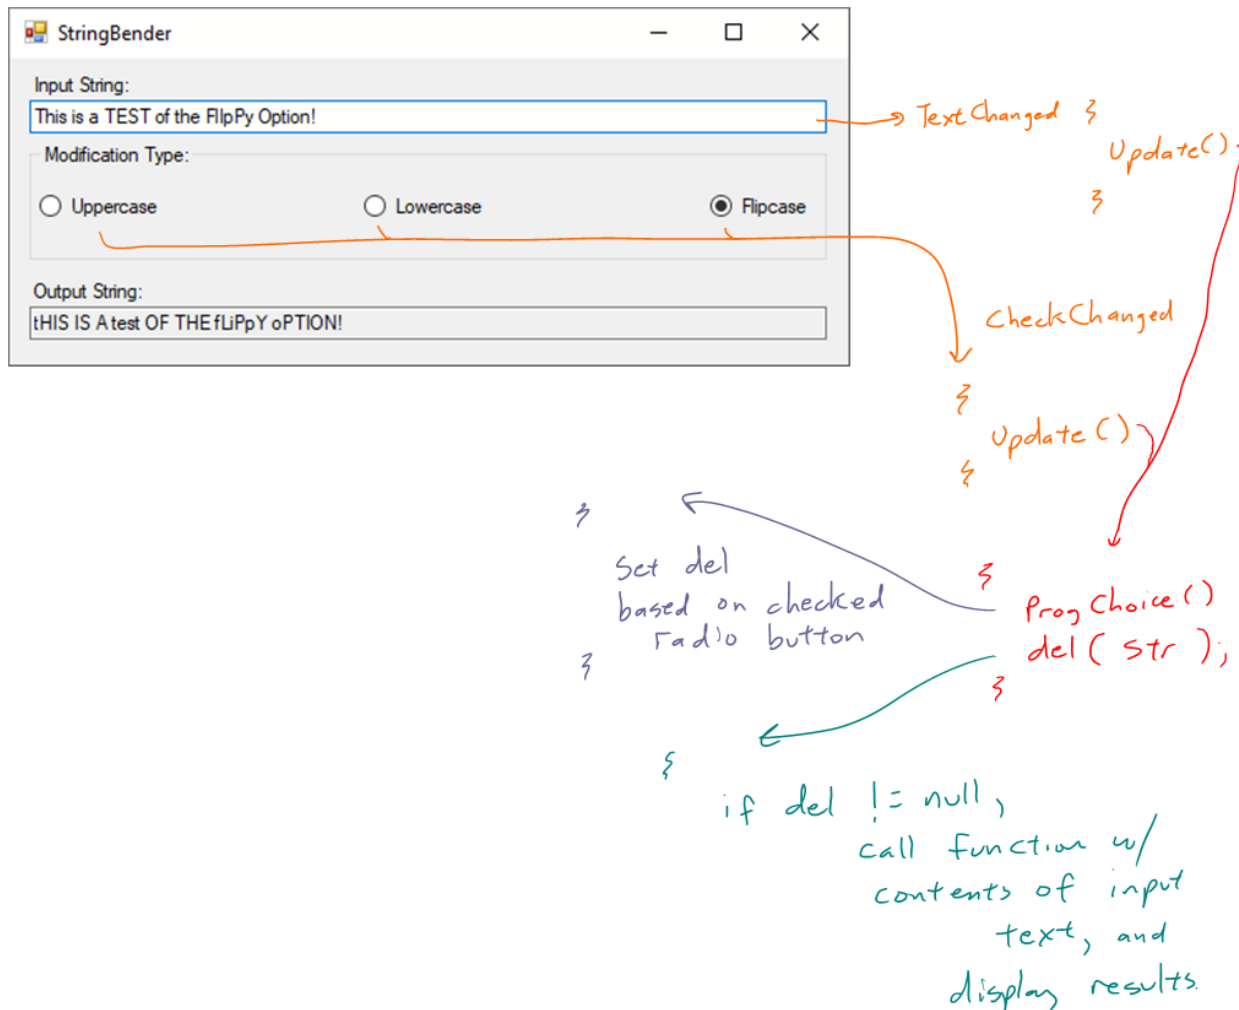 StringBender
Input String:
This is a TEST of the FlIpPy Option!
Modification Type:
Uppercase
Lowercase
Flipcase
Output String:
tHIS IS A test OF THE fLiPpY oPTION!
TextChanged {
Update()
}
CheckChanged
{
Update()
{
{
ProgChoice()
del( str );
}
}
Set del
based on checked
radio button
}
{
if del != null,
call function w/
contents of input
text, and
display results.